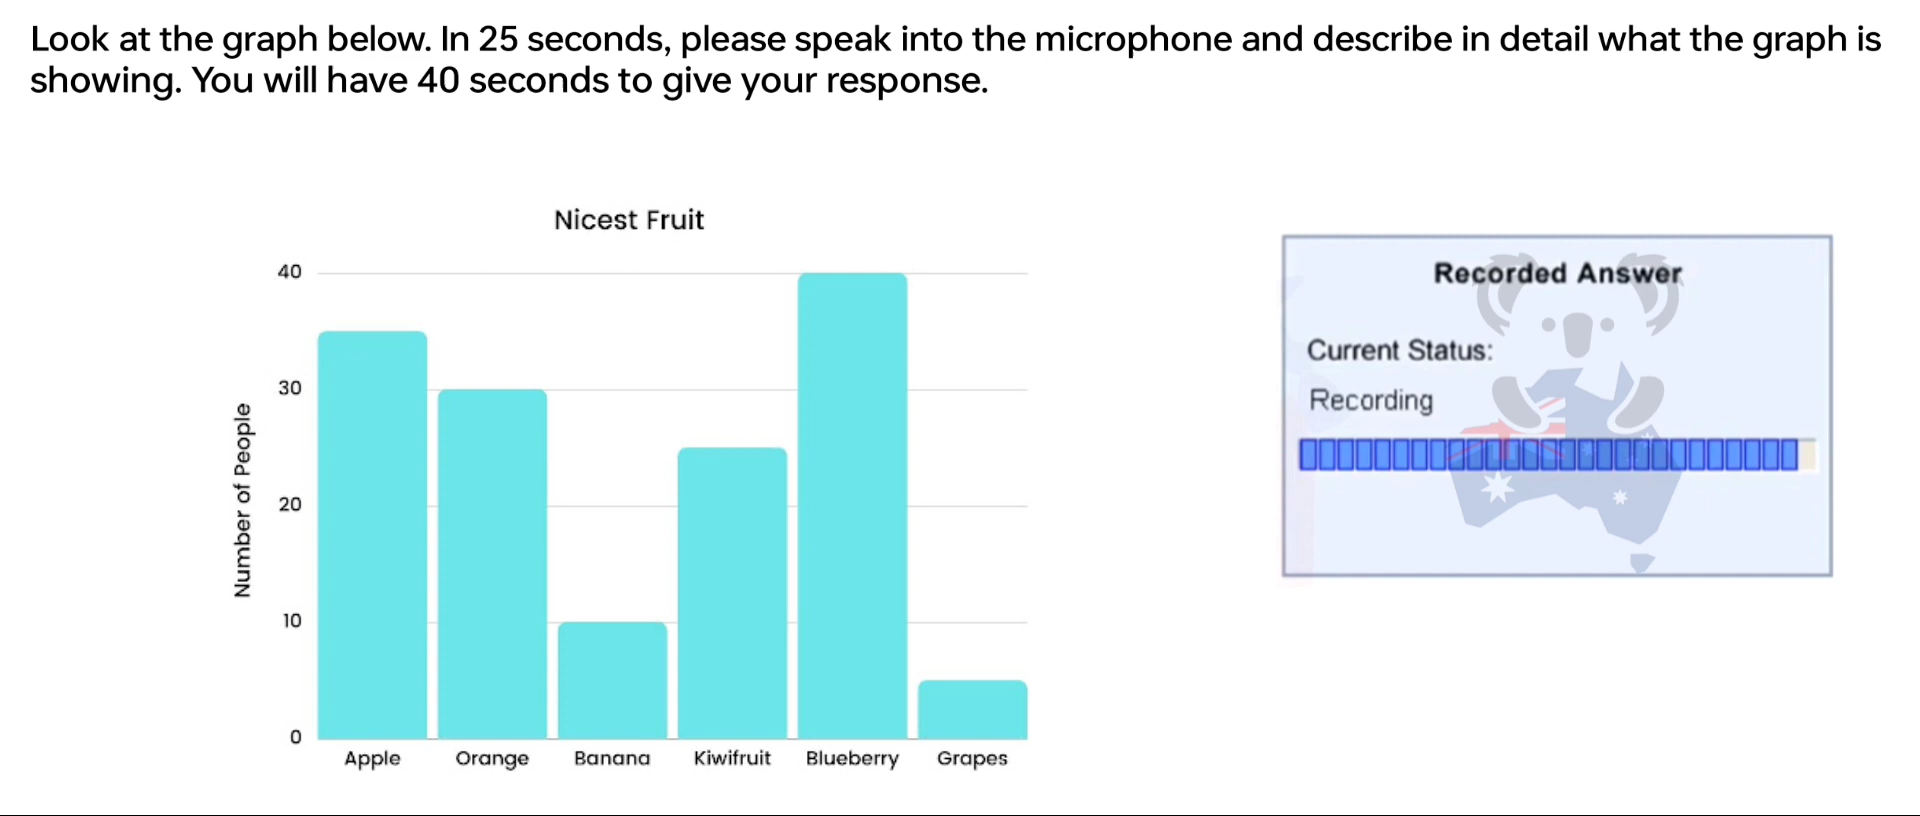 Look at the graph below. In 25 seconds, please speak into the microphone and describe in detail what the graph is
showing. You will have 40 seconds to give your response.
Nicest Fruit
Number of People
40
30
20
10
0
Apple
Orange
Banana
Kiwifruit
Blueberry
Grapes
Recorded Answer
Current Status:
Recording